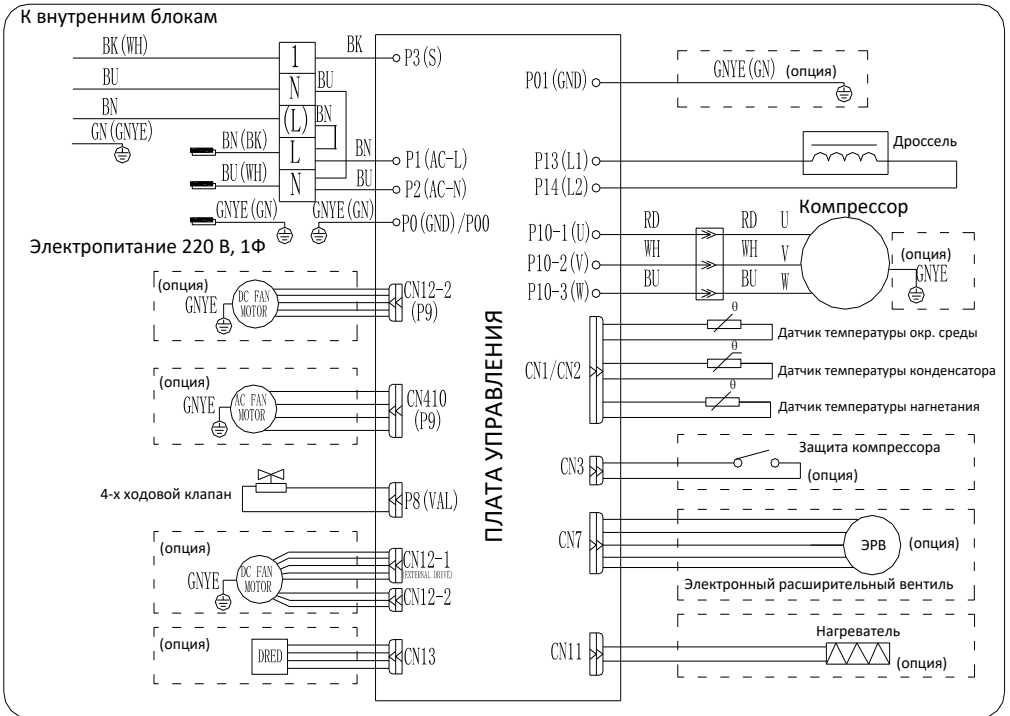 К внутренним блокам
BK(WH)
BU
BN
GN(GNYE)
1
N
(L)
L
N
BK
BU
BN
BN
BU
BN(BK)
BU(WH)
GNYE(GN)
GNYE(GN)
P3(S)
P1(AC-L)
P2(AC-N)
P0(GND)/P00
Электропитание 220 В, 1Ф
(опция)
GNYE
DC FAN
MOTOR
CN12-2
(P9)
(опция)
GNYE
AC FAN
MOTOR
CN410
(P9)
4-х ходовой клапан
P8(VAL)
(опция)
GNYE
DC FAN
MOTOR
CN12-1
(EXTERNAL DRIVE)
CN12-2
(опция)
DRED
CN13
ПЛАТА УПРАВЛЕНИЯ
P01(GND)
GNYE(GN) (опция)
P13(L1)
P14(L2)
Дроссель
Компрессор
P10-1(U)
P10-2(V)
P10-3(W)
RD
WH
BU
RD
WH
BU
U
V
W
(опция)
GNYE
CN1/CN2
θ
Датчик температуры окр. среды
θ
Датчик температуры конденсатора
θ
Датчик температуры нагнетания
CN3
Защита компрессора
(опция)
CN7
ЭРВ
(опция)
Электронный расширительный вентиль
CN11
Нагреватель
(опция)